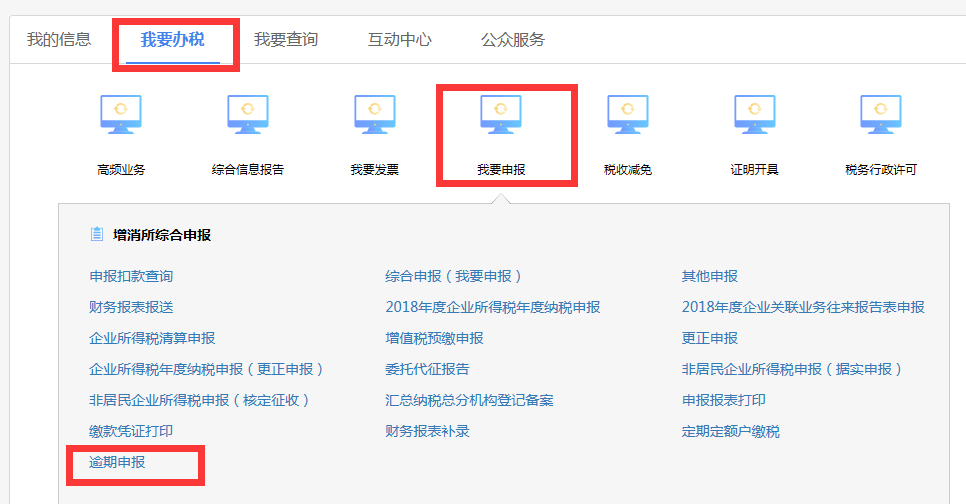 我的信息 我要办税 我要查询 互动中心 公众服务
高频业务 综合信息报告 我要发票 我要申报 税收减免 证明开具 税务行政许可
增消所综合申报
申报扣款查询 综合申报（我要申报） 其他申报
财务报表报送 2018年度企业所得税年度纳税申报 2018年度企业关联业务往来报告表申报
企业所得税清算申报 增值税预缴申报 更正申报
企业所得税年度纳税申报（更正申报） 委托代征报告 非居民企业所得税申报（据实申报）
非居民企业所得税申报（核定征收） 汇总纳税总分机构登记备案 申报报表打印
缴款凭证打印 财务报表补录 定期定额户缴税
逾期申报